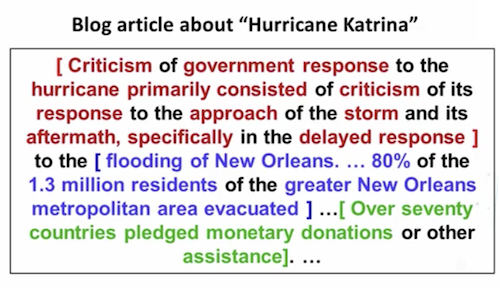 Blog article about “Hurricane Katrina”
[ Criticism of government response to the
hurricane primarily consisted of criticism of its
response to the approach of the storm and its
aftermath, specifically in the delayed response ]
to the [ flooding of New Orleans. … 80% of the
1.3 million residents of the greater New Orleans
metropolitan area evacuated ] …[ Over seventy
countries pledged monetary donations or other
assistance]. …